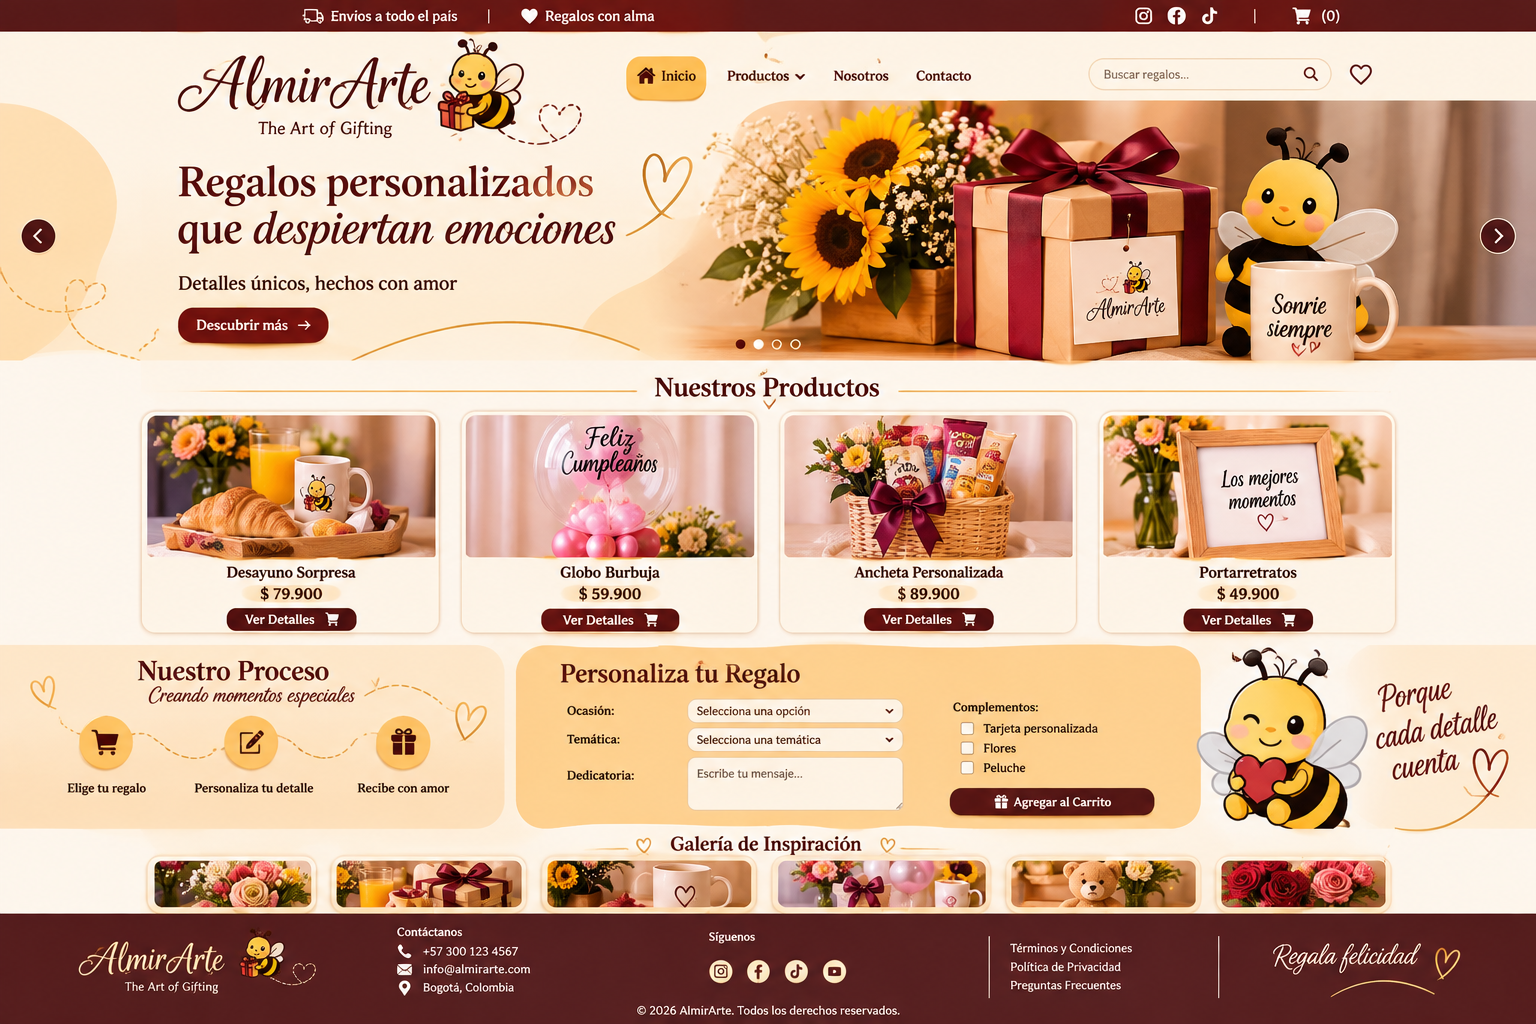 Envíos a todo el país | Regalos con alma | (0)
AlmirArte
The Art of Gifting
Inicio Productos Nosotros Contacto
Buscar regalos...
Regalos personalizados
que despiertan emociones
Detalles únicos, hechos con amor
Descubrir más →
AlmirArte
Sonríe
siempre
Nuestros Productos
Feliz
Cumpleaños
Los mejores
momentos
Desayuno Sorpresa
$ 79.900
Ver Detalles
Globo Burbuja
$ 59.900
Ver Detalles
Ancheta Personalizada
$ 89.900
Ver Detalles
Portarretratos
$ 49.900
Ver Detalles
Nuestro Proceso
Creando momentos especiales
Elige tu regalo
Personaliza tu detalle
Recibe con amor
Personaliza tu Regalo
Ocasión: Selecciona una opción
Temática: Selecciona una temática
Dedicatoria: Escribe tu mensaje...
Complementos:
Tarjeta personalizada
Flores
Peluche
Agregar al Carrito
Porque
cada detalle
cuenta
Galería de Inspiración
AlmirArte
The Art of Gifting
Contáctanos
+57 300 123 4567
info@almirarte.com
Bogotá, Colombia
Síguenos
Términos y Condiciones
Política de Privacidad
Preguntas Frecuentes
Regala felicidad
© 2026 AlmirArte. Todos los derechos reservados.